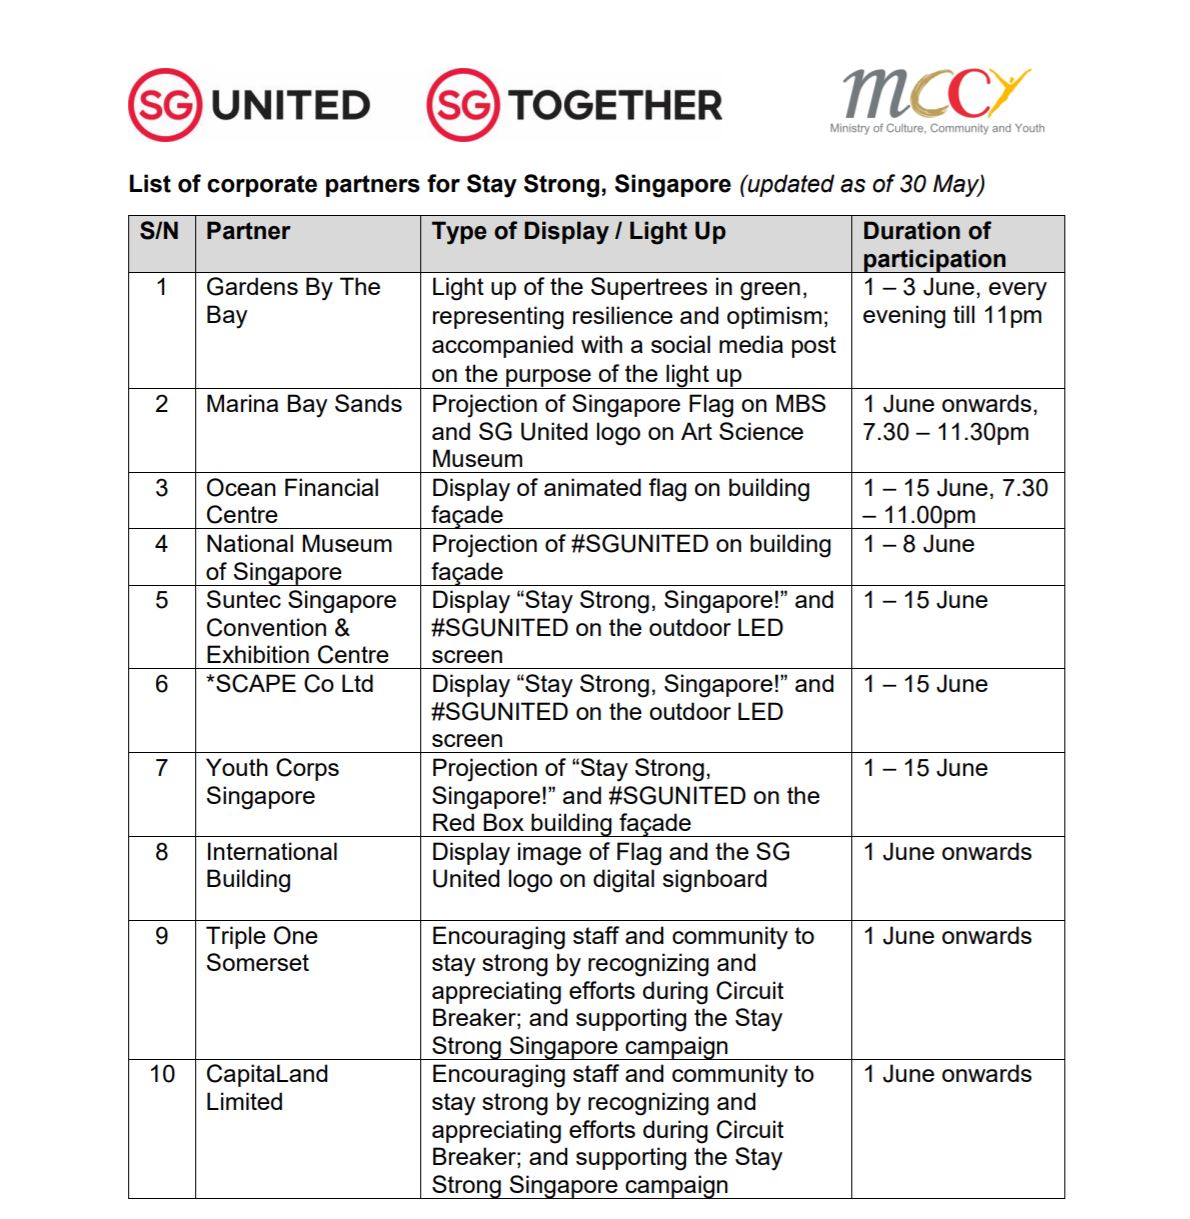 SG UNITED
SG TOGETHER
mccy
Ministry of Culture, Community and Youth
List of corporate partners for Stay Strong, Singapore (updated as of 30 May)
S/N
Partner
Type of Display / Light Up
Duration of
participation
1
Gardens By The
Bay
Light up of the Supertrees in green,
representing resilience and optimism;
accompanied with a social media post
on the purpose of the light up
1 – 3 June, every
evening till 11pm
2
Marina Bay Sands
Projection of Singapore Flag on MBS
and SG United logo on Art Science
Museum
1 June onwards,
7.30 – 11.30pm
3
Ocean Financial
Centre
Display of animated flag on building
façade
1 – 15 June, 7.30
– 11.00pm
4
National Museum
of Singapore
Projection of #SGUNITED on building
façade
1 – 8 June
5
Suntec Singapore
Convention &
Exhibition Centre
Display “Stay Strong, Singapore!” and
#SGUNITED on the outdoor LED
screen
1 – 15 June
6
*SCAPE Co Ltd
Display “Stay Strong, Singapore!” and
#SGUNITED on the outdoor LED
screen
1 – 15 June
7
Youth Corps
Singapore
Projection of “Stay Strong,
Singapore!” and #SGUNITED on the
Red Box building façade
1 – 15 June
8
International
Building
Display image of Flag and the SG
United logo on digital signboard
1 June onwards
9
Triple One
Somerset
Encouraging staff and community to
stay strong by recognizing and
appreciating efforts during Circuit
Breaker; and supporting the Stay
Strong Singapore campaign
1 June onwards
10
CapitaLand
Limited
Encouraging staff and community to
stay strong by recognizing and
appreciating efforts during Circuit
Breaker; and supporting the Stay
Strong Singapore campaign
1 June onwards